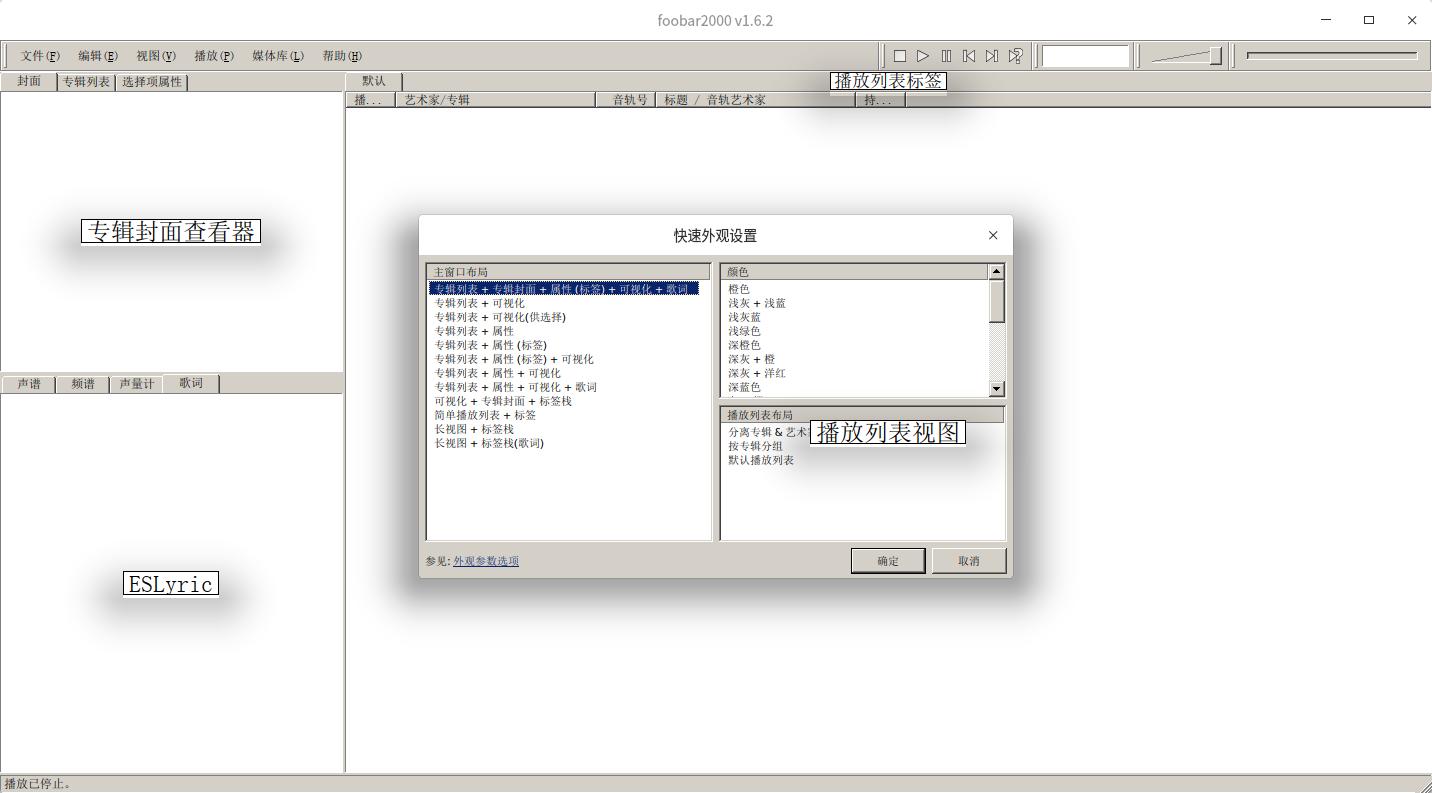 foobar2000 v1.6.2
文件(F) 编辑(E) 视图(V) 播放(P) 媒体库(L) 帮助(H)
封面 专辑列表 选择项属性
默认
播放列表标签
播... 艺术家/专辑 音轨号 标题 / 音轨艺术家 持...
专辑封面查看器
声谱 频谱 声量计 歌词
ESLyric
快速外观设置
主窗口布局
专辑列表 + 专辑封面 + 属性 (标签) + 可视化 + 歌词
专辑列表 + 可视化
专辑列表 + 可视化(供选择)
专辑列表 + 属性
专辑列表 + 属性 (标签)
专辑列表 + 属性 (标签) + 可视化
专辑列表 + 属性 + 可视化
专辑列表 + 属性 + 可视化 + 歌词
可视化 + 专辑封面 + 标签栈
简单播放列表 + 标签
长视图 + 标签栈
长视图 + 标签栈(歌词)
颜色
橙色
浅灰 + 浅蓝
浅灰蓝
浅绿色
深橙色
深灰 + 橙
深灰 + 洋红
深蓝色
播放列表布局
分离专辑 & 艺术
播放列表视图
按专辑分组
默认播放列表
参见: 外观参数选项
确定 取消
播放已停止。